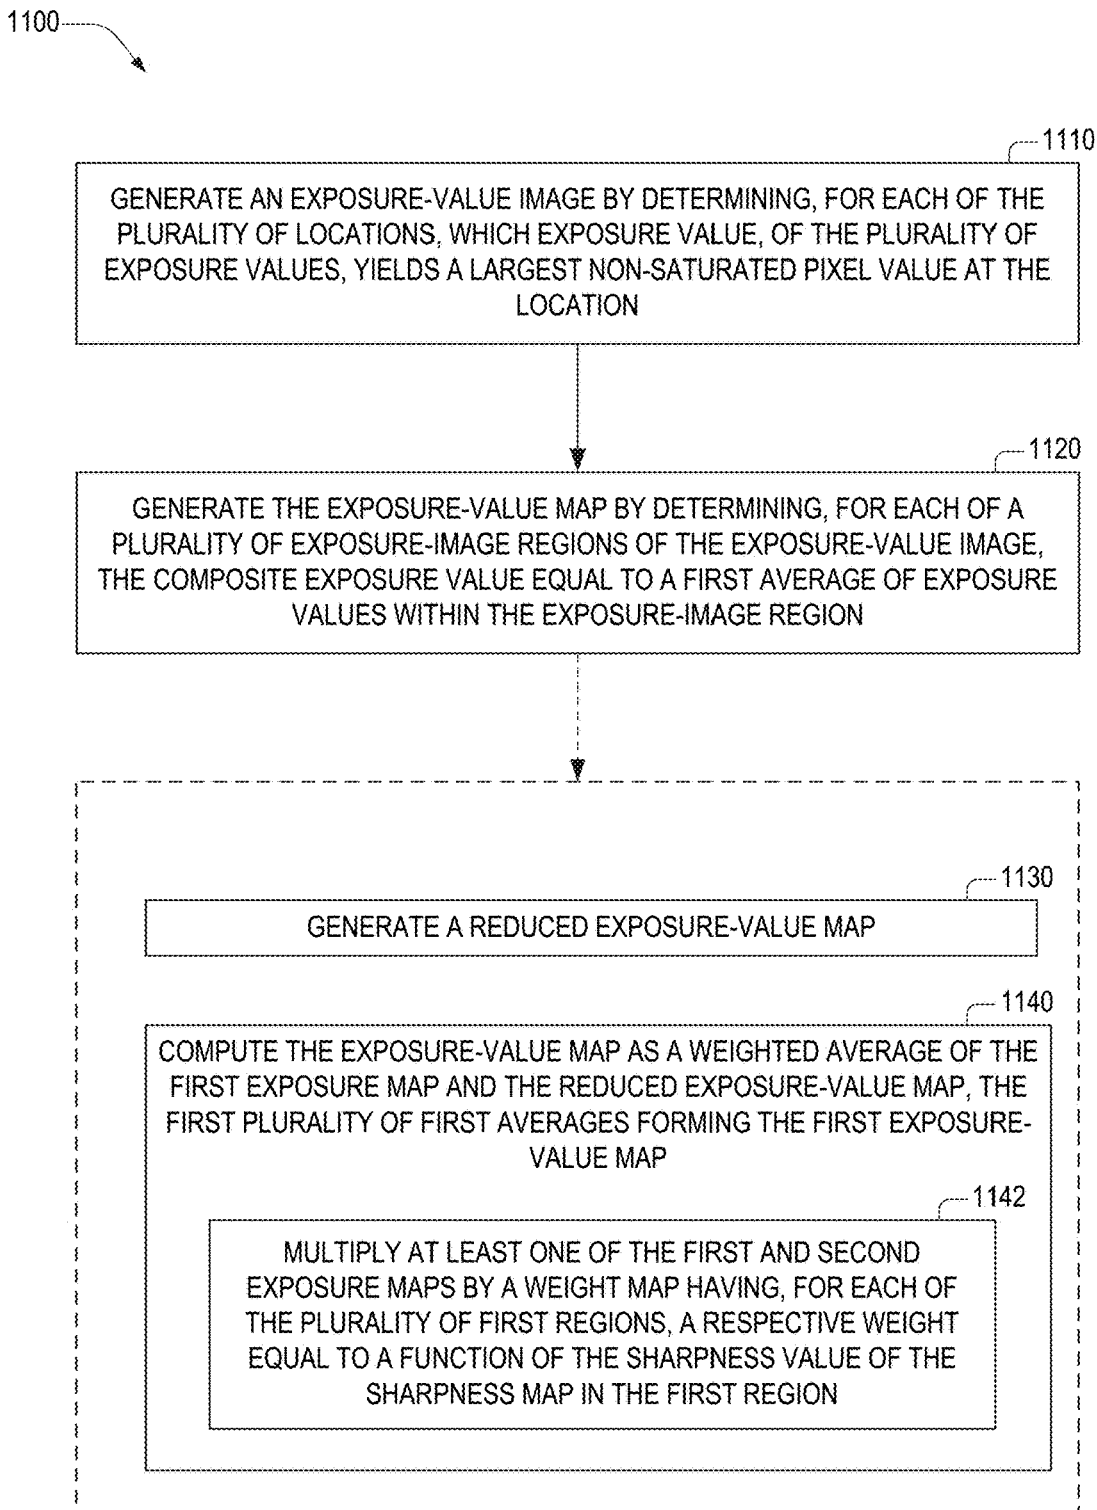 1100
1110
GENERATE AN EXPOSURE-VALUE IMAGE BY DETERMINING, FOR EACH OF THE
PLURALITY OF LOCATIONS, WHICH EXPOSURE VALUE, OF THE PLURALITY OF
EXPOSURE VALUES, YIELDS A LARGEST NON-SATURATED PIXEL VALUE AT THE
LOCATION
1120
GENERATE THE EXPOSURE-VALUE MAP BY DETERMINING, FOR EACH OF A
PLURALITY OF EXPOSURE-IMAGE REGIONS OF THE EXPOSURE-VALUE IMAGE,
THE COMPOSITE EXPOSURE VALUE EQUAL TO A FIRST AVERAGE OF EXPOSURE
VALUES WITHIN THE EXPOSURE-IMAGE REGION
1130
GENERATE A REDUCED EXPOSURE-VALUE MAP
1140
COMPUTE THE EXPOSURE-VALUE MAP AS A WEIGHTED AVERAGE OF THE
FIRST EXPOSURE MAP AND THE REDUCED EXPOSURE-VALUE MAP, THE
FIRST PLURALITY OF FIRST AVERAGES FORMING THE FIRST EXPOSURE-
VALUE MAP
1142
MULTIPLY AT LEAST ONE OF THE FIRST AND SECOND
EXPOSURE MAPS BY A WEIGHT MAP HAVING, FOR EACH OF
THE PLURALITY OF FIRST REGIONS, A RESPECTIVE WEIGHT
EQUAL TO A FUNCTION OF THE SHARPNESS VALUE OF THE
SHARPNESS MAP IN THE FIRST REGION